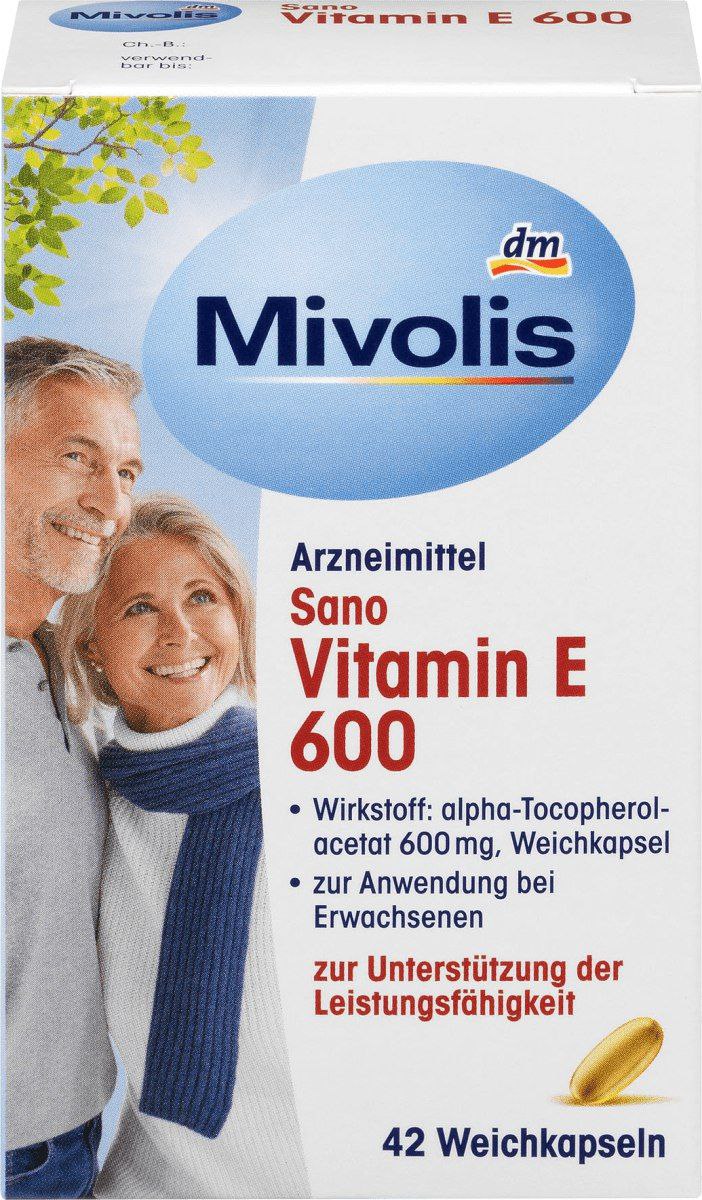 dm
Mivolis
Sano
Vitamin E 600
Ch.-B.:
verwend-
bar bis:
dm
Mivolis
Arzneimittel
Sano
Vitamin E
600
• Wirkstoff: alpha-Tocopherol-
acetat 600 mg, Weichkapsel
• zur Anwendung bei
Erwachsenen
zur Unterstützung der
Leistungsfähigkeit
42 Weichkapseln